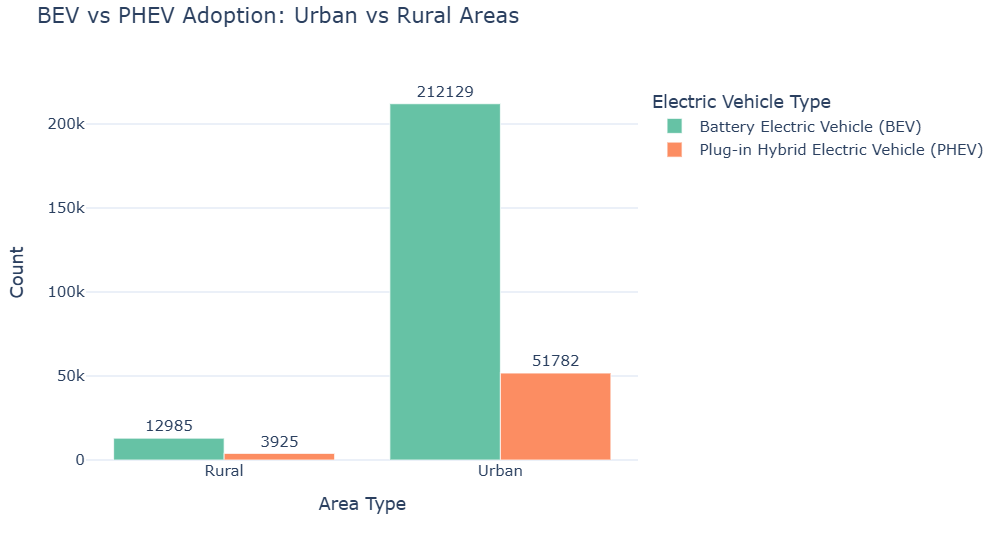 BEV vs PHEV Adoption: Urban vs Rural Areas
Electric Vehicle Type
Battery Electric Vehicle (BEV)
Plug-in Hybrid Electric Vehicle (PHEV)
Count
200k
150k
100k
50k
0
12985
3925
212129
51782
Rural
Urban
Area Type